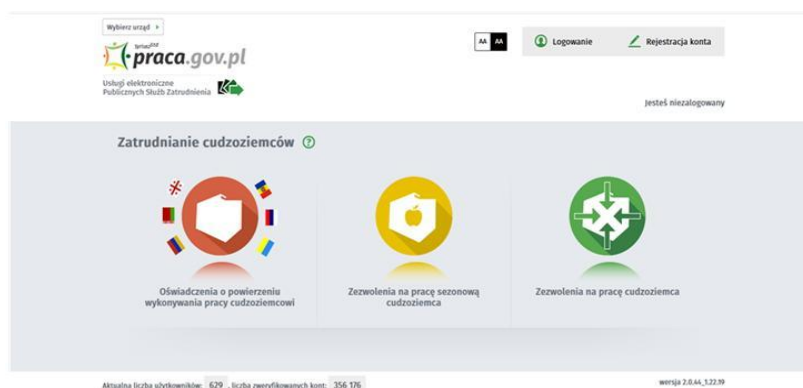 Wybierz urząd
praca.gov.pl
AA AA
Logowanie
Rejestracja konta
Usługi elektroniczne
Publicznych Służb Zatrudnienia
Jesteś niezalogowany
Zatrudnianie cudzoziemców ?
Oświadczenia o powierzeniu
wykonywania pracy cudzoziemcowi
Zezwolenia na pracę sezonową
cudzoziemca
Zezwolenia na pracę cudzoziemca
Aktualna liczba użytkowników: 629 , liczba zweryfikowanych kont: 356 176
wersja 2.0.44_1.22.19